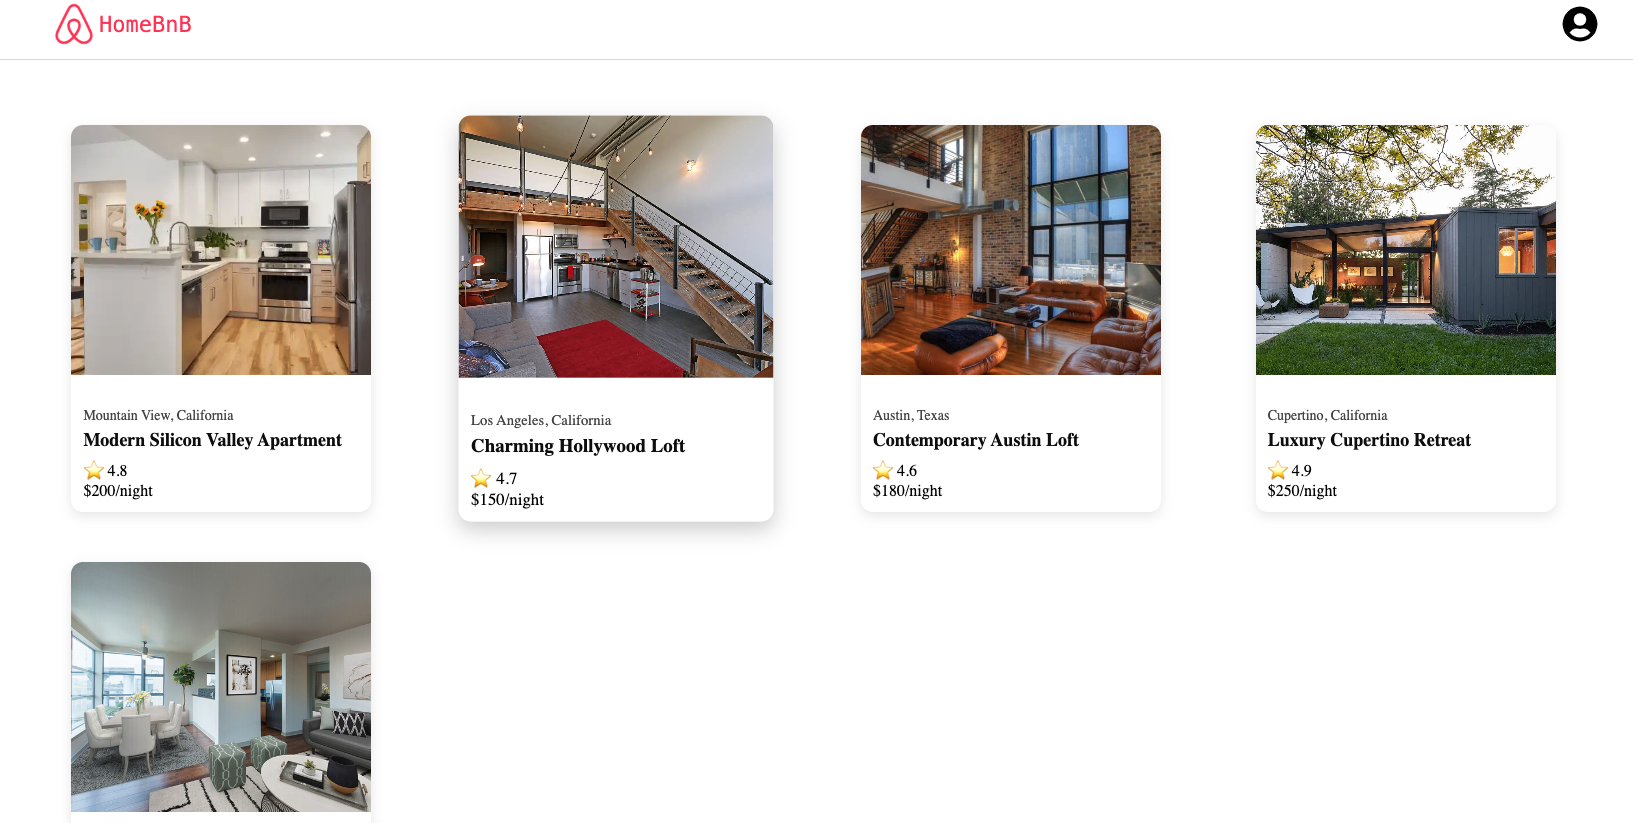 HomeBnB
Mountain View, California
Modern Silicon Valley Apartment
4.8
$200/night
Los Angeles, California
Charming Hollywood Loft
4.7
$150/night
Austin, Texas
Contemporary Austin Loft
4.6
$180/night
Cupertino, California
Luxury Cupertino Retreat
4.9
$250/night